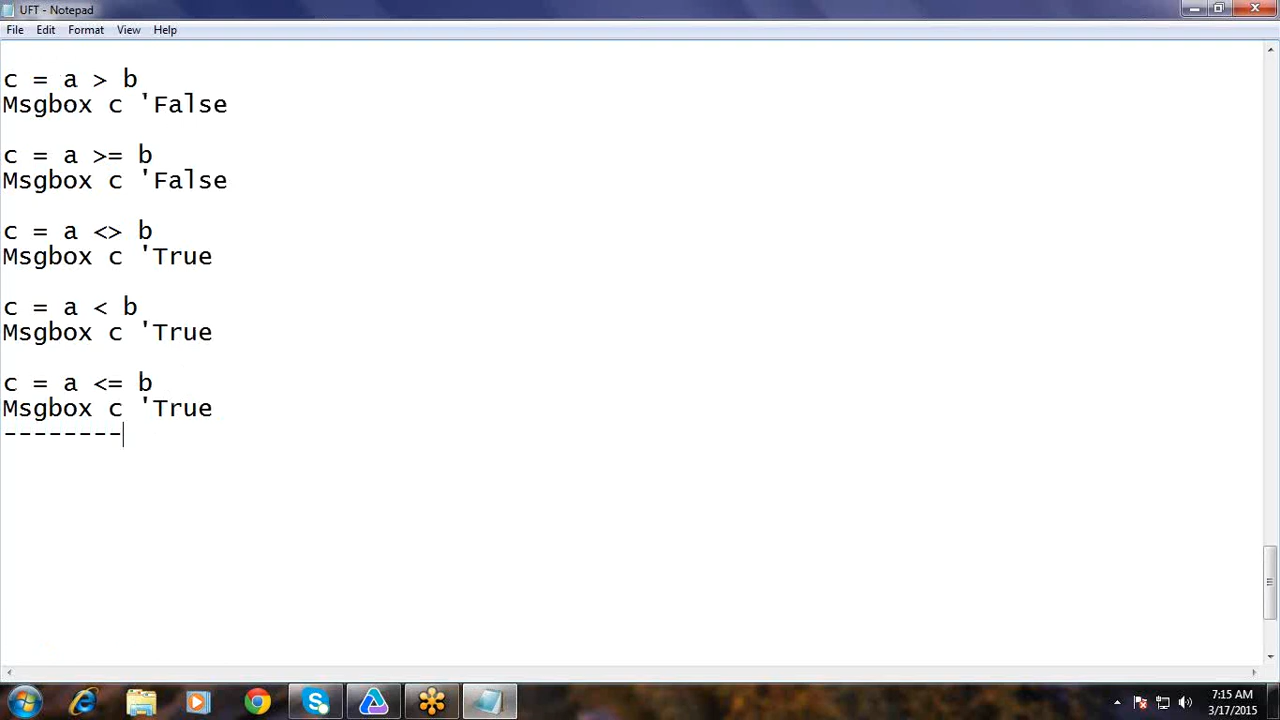 UFT - Notepad
File Edit Format View Help
c = a > b
Msgbox c 'False
c = a >= b
Msgbox c 'False
c = a <> b
Msgbox c 'True
c = a < b
Msgbox c 'True
c = a <= b
Msgbox c 'True
--------
7:15 AM
3/17/2015